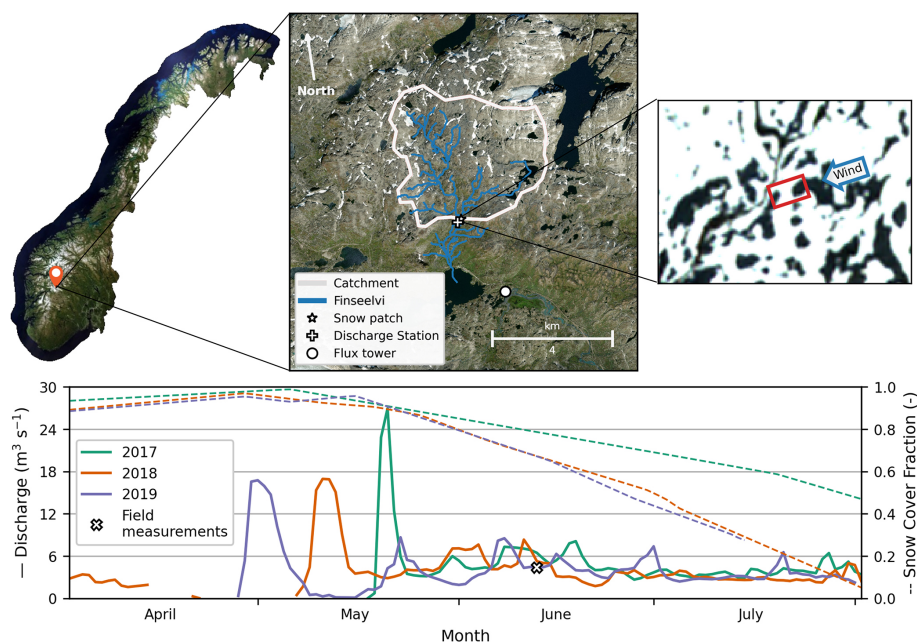 North
Wind
Catchment
Finseelvi
Snow patch
Discharge Station
Flux tower
km
4
30
24
18
12
6
0
— Discharge (m³ s⁻¹)
2017
2018
2019
Field
measurements
1.0
0.8
0.6
0.4
0.2
0.0
-- Snow Cover Fraction (-)
April
May
June
July
Month